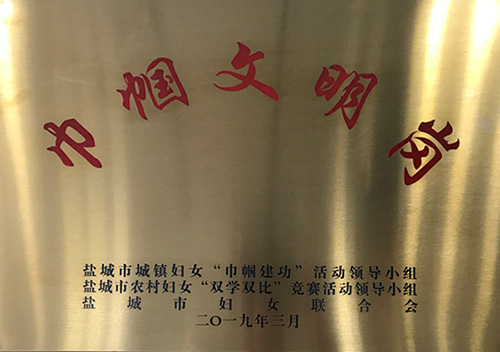 巾帼文明岗
盐城市城镇妇女“巾帼建功”活动领导小组
盐城市农村妇女“双学双比”竞赛活动领导小组
盐城市妇女联合会
二〇一九年三月